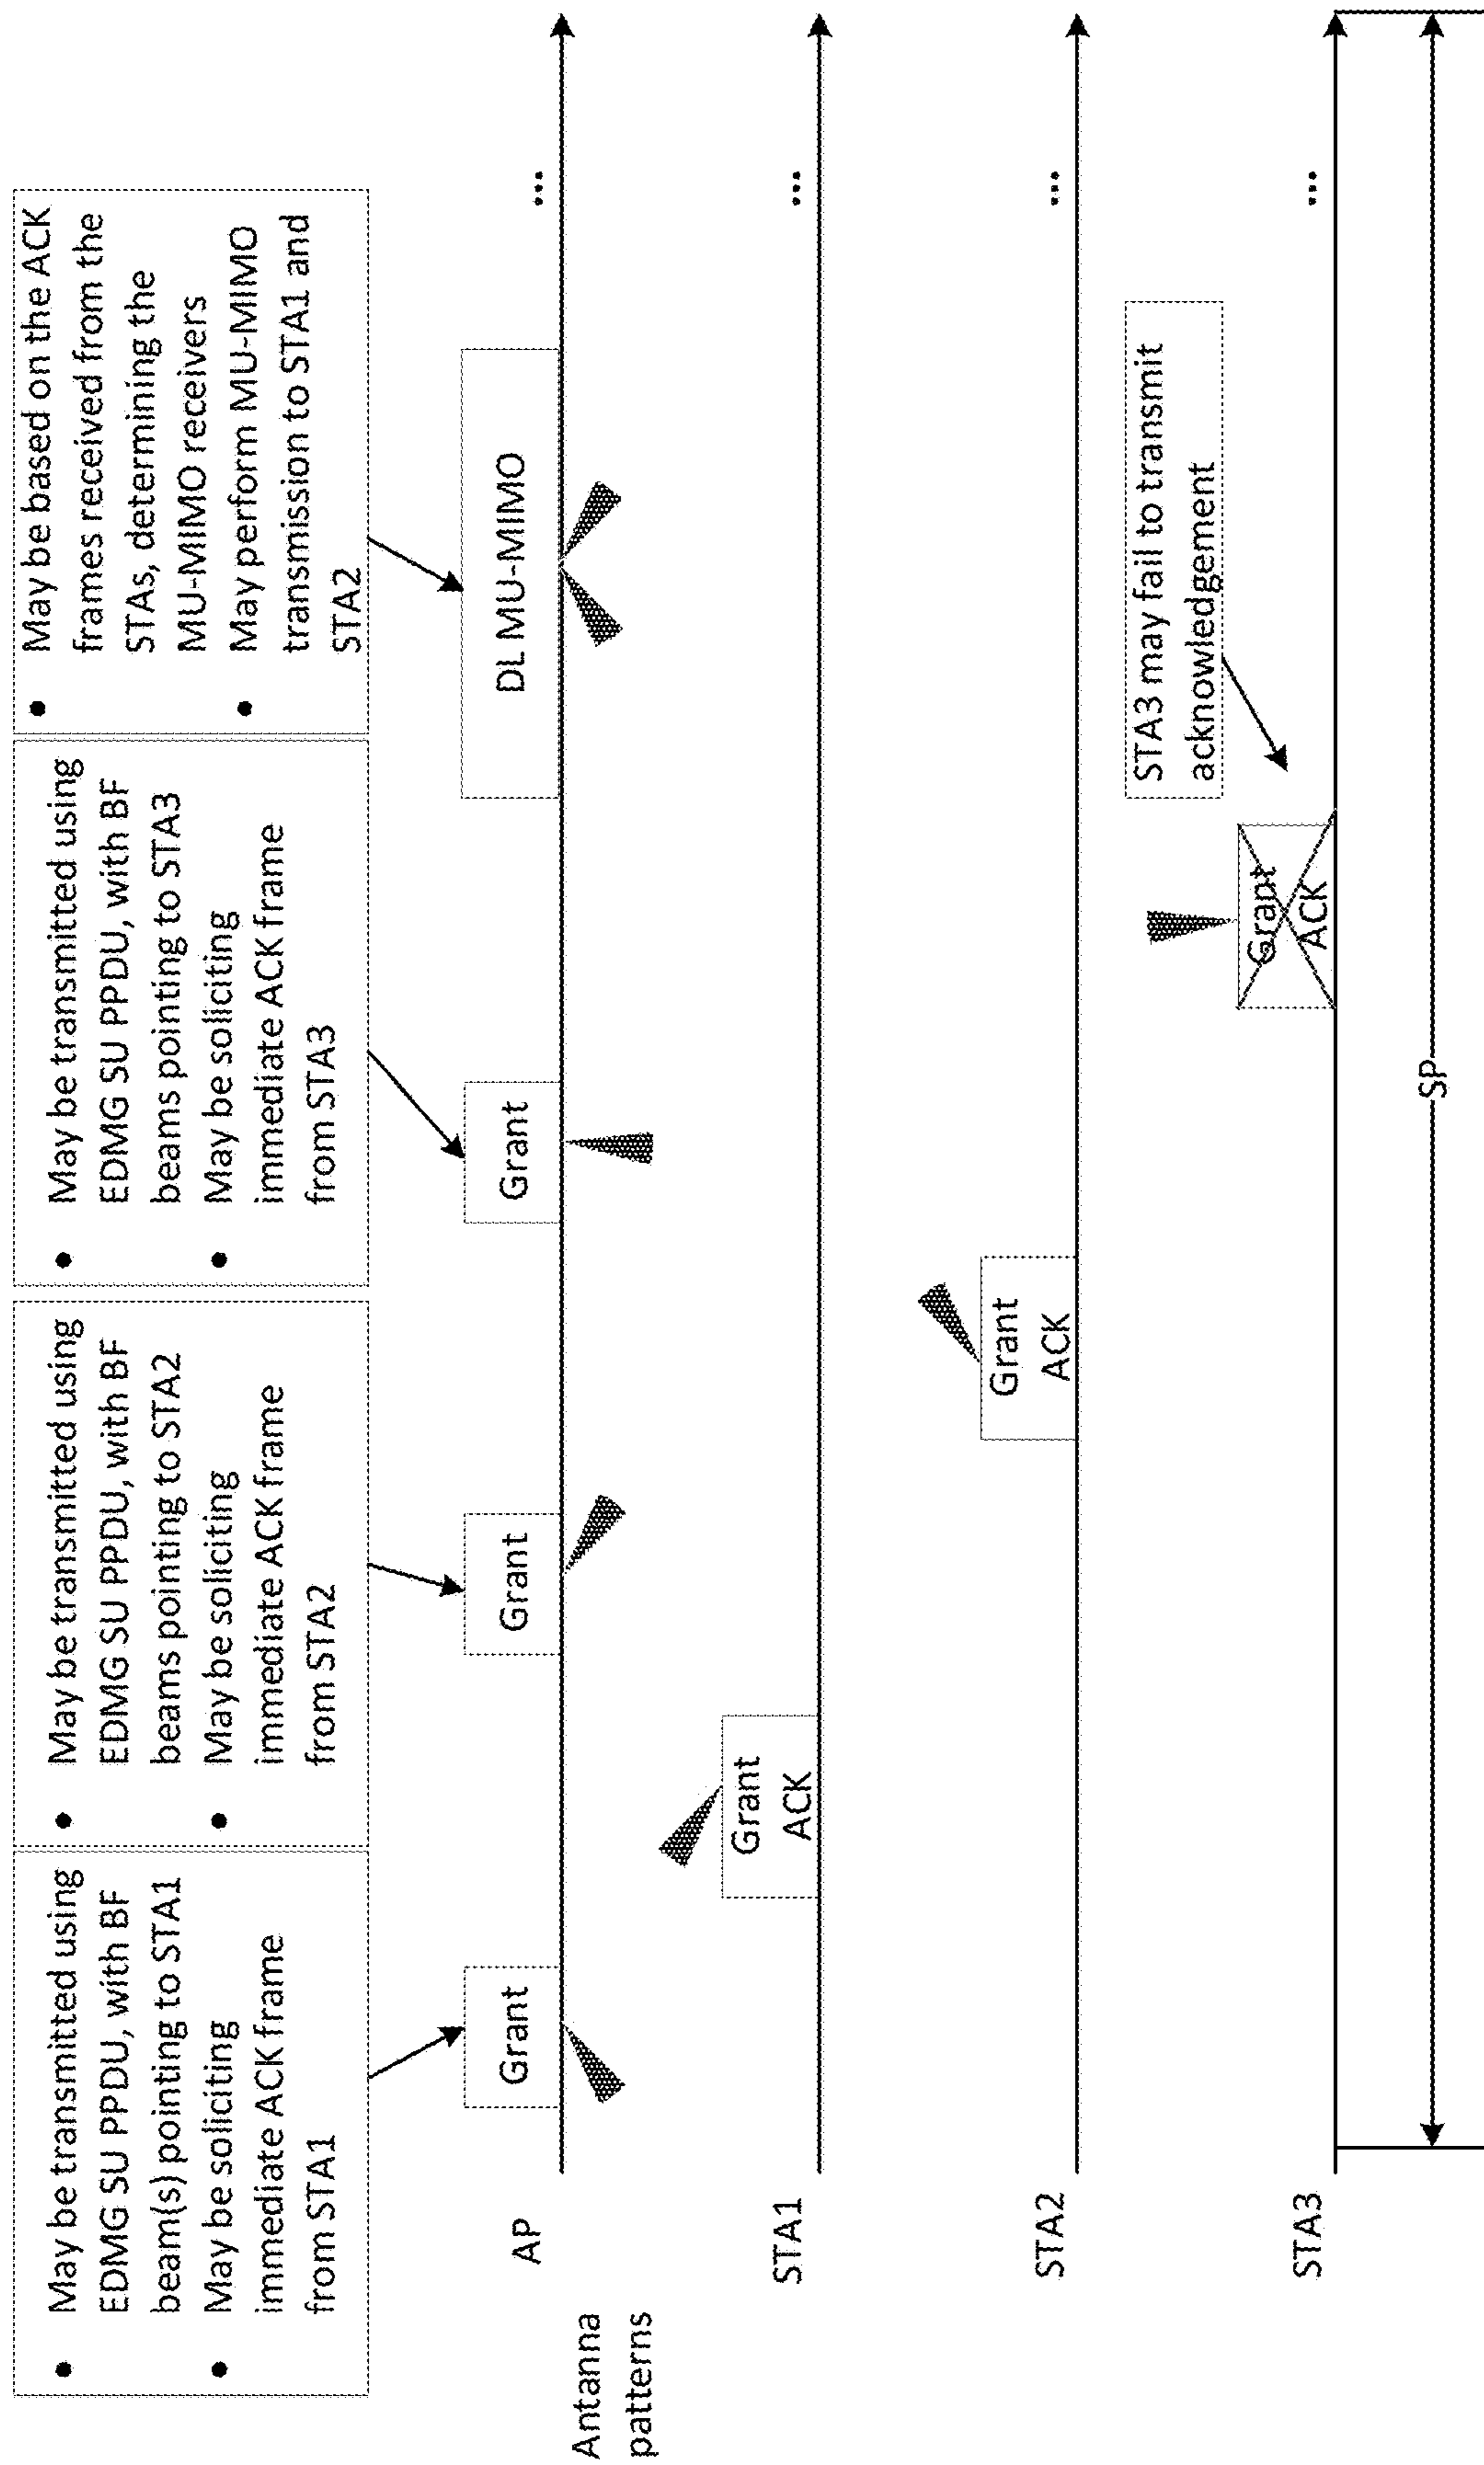 • May be transmitted using
EDMG SU PPDU, with BF
beam(s) pointing to STA1
• May be soliciting
immediate ACK frame
from STA1
• May be transmitted using
EDMG SU PPDU, with BF
beams pointing to STA2
• May be soliciting
immediate ACK frame
from STA2
• May be transmitted using
EDMG SU PPDU, with BF
beams pointing to STA3
• May be soliciting
immediate ACK frame
from STA3
• May be based on the ACK
frames received from the
STAs, determining the
MU-MIMO receivers
• May perform MU-MIMO
transmission to STA1 and
STA2
AP
Grant
Grant
Grant
DL MU-MIMO
...
Antanna
patterns
STA1
Grant
ACK
...
STA2
Grant
ACK
...
STA3
Grant
ACK
STA3 may fail to transmit
acknowledgement
...
SP